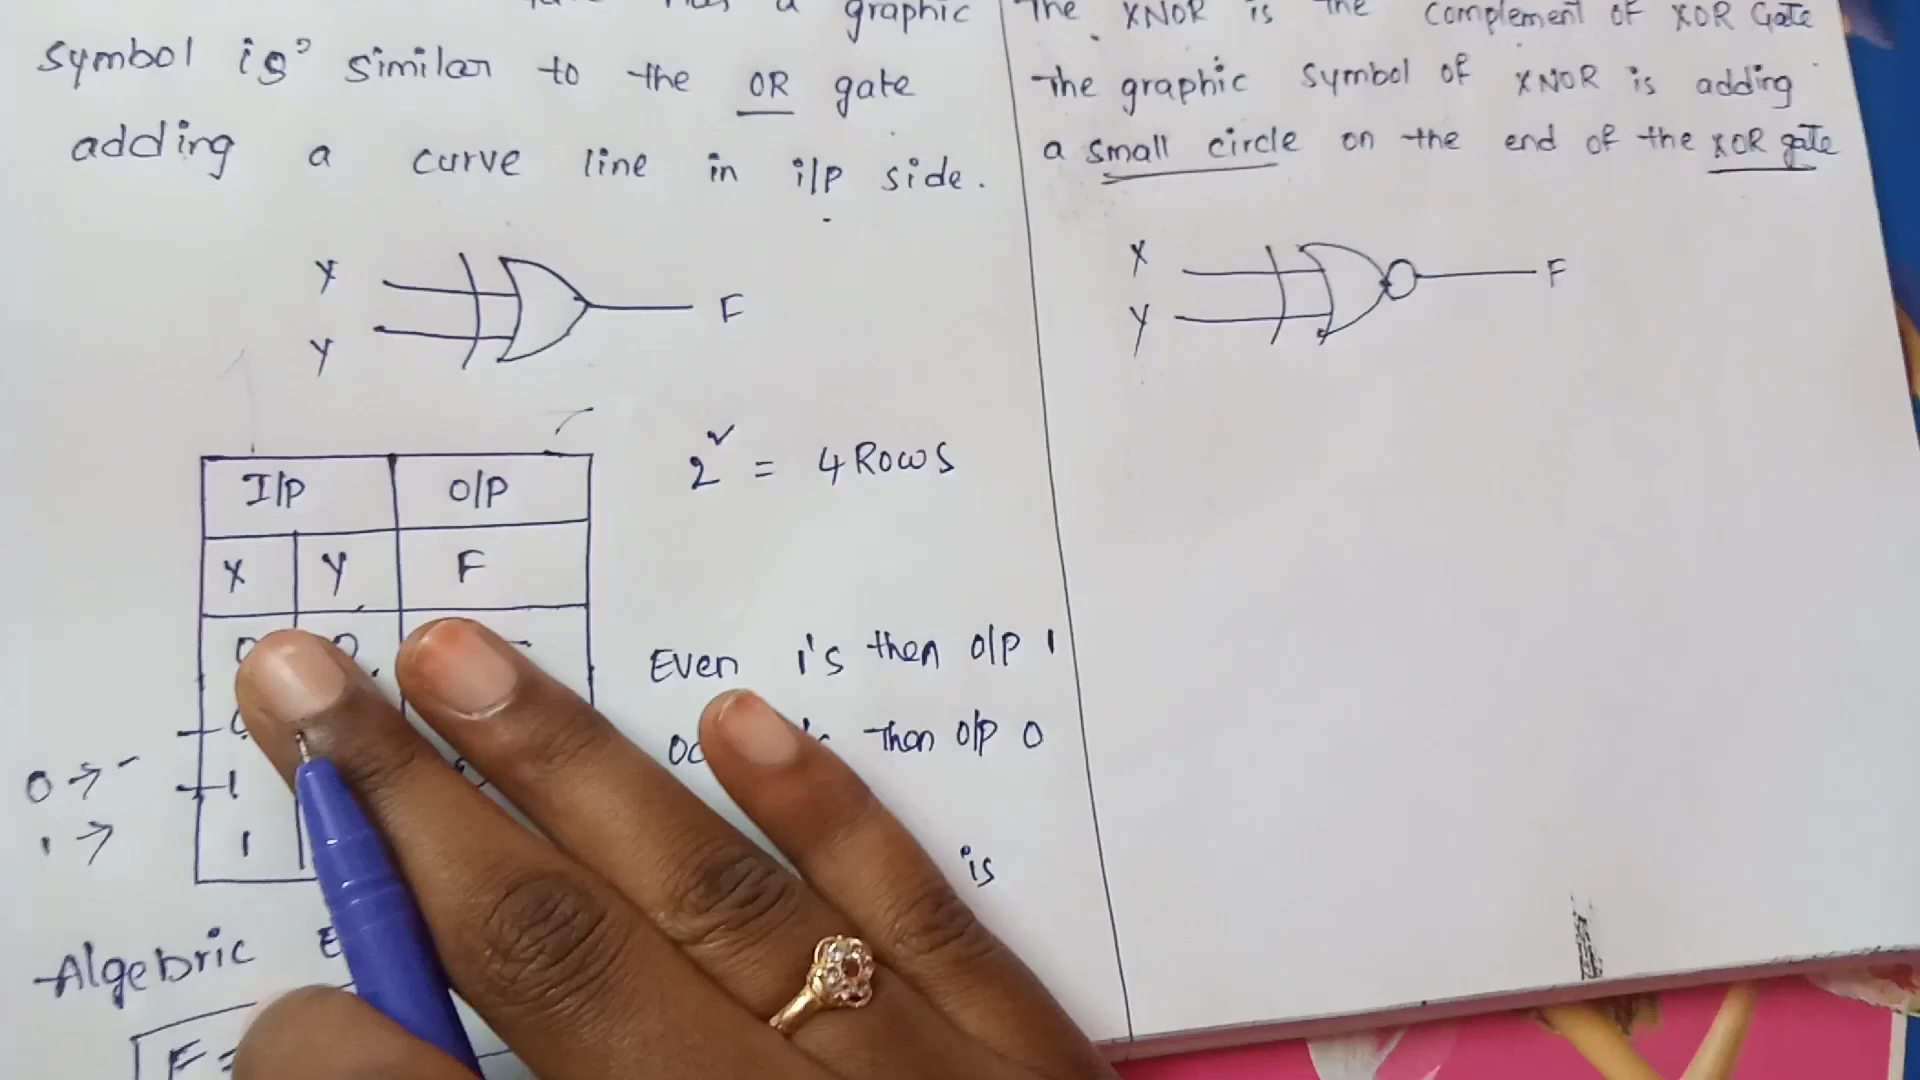 a graphic
symbol is similar to the OR gate
adding a curve line in i/p side.
X
Y
F
2² = 4 Rows
I/P O/P
X Y F
0 0
Even 1's then O/P 1
then O/P 0
0 →
1 →
1
1
is
Algebric
F =
The XNOR is the complement of XOR Gate
The graphic symbol of XNOR is adding
a small circle on the end of the XOR gate
X
Y
F